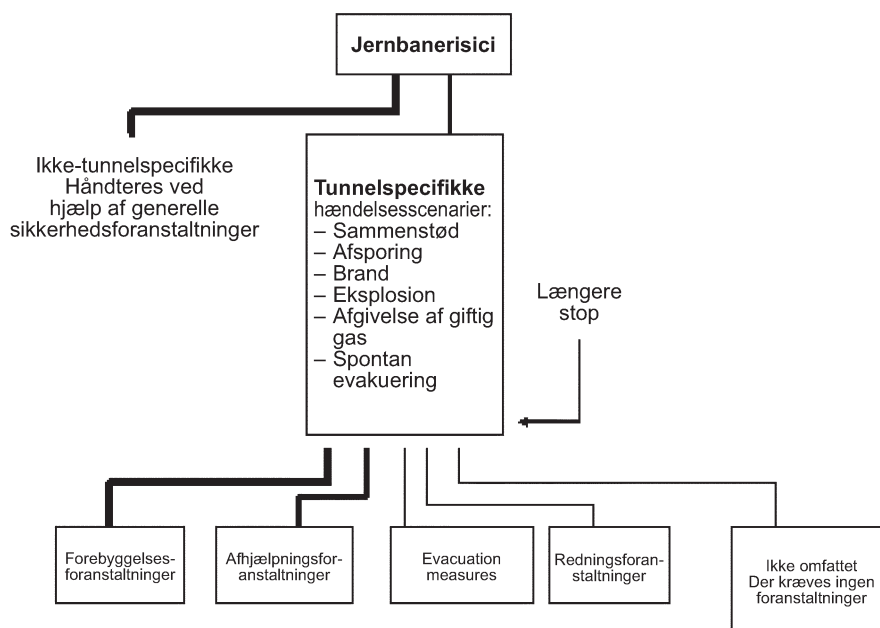 Jernbanerisici
Ikke-tunnelspecifikke
Håndteres ved
hjælp af generelle
sikkerhedsforanstaltninger
Tunnelspecifikke
hændelsesscenarier:
– Sammenstød
– Afsporing
– Brand
– Eksplosion
– Afgivelse af giftig
gas
– Spontan
evakuering
Længere
stop
Forebyggelses-
foranstaltninger
Afhjælpningsfor-
anstaltninger
Evacuation
measures
Redningsforan-
staltninger
Ikke omfattet
Der kræves ingen
foranstaltninger